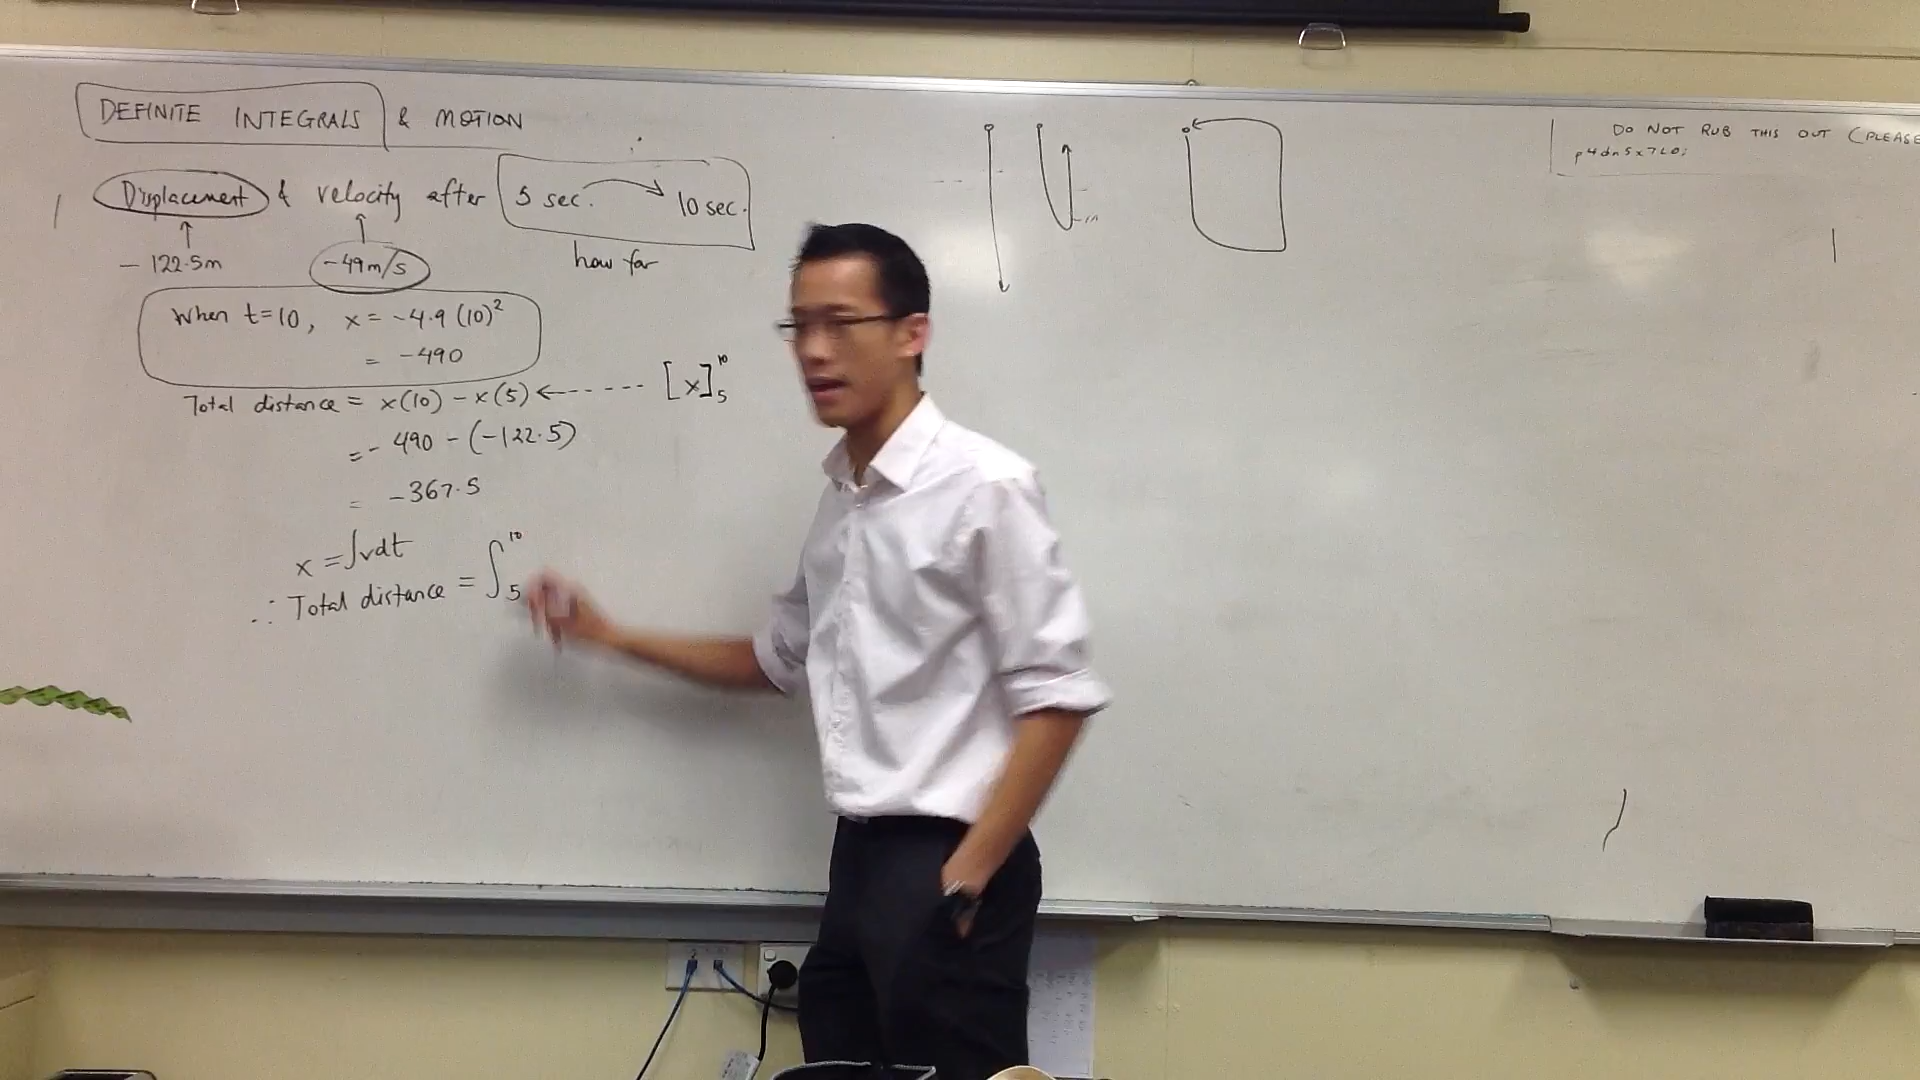 DEFINITE INTEGRALS & MOTION
Displacement & velocity after 5 sec. 10 sec.
- 122.5m -49m/s how far
When t=10, x = -4.9 (10)²
= -490
Total distance = x(10) - x(5) ←----- [x]₅¹⁰
= - 490 - (-122.5)
= -367.5
x = ∫vdt
∴ Total distance = ∫₅¹⁰
DO NOT RUB THIS OUT (PLEASE